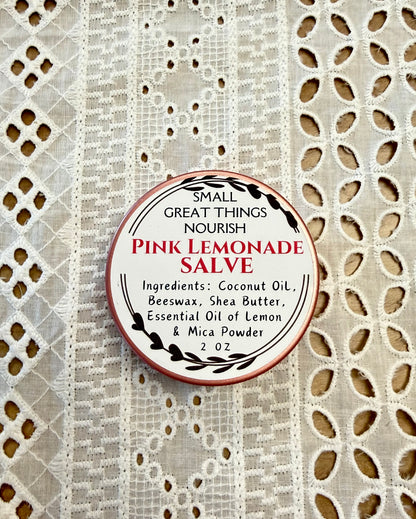 SMALL
GREAT THINGS
NOURISH
PINK LEMONADE
SALVE
Ingredients: Coconut Oil,
Beeswax, Shea Butter,
Essential Oil of Lemon
& Mica Powder
2 OZ